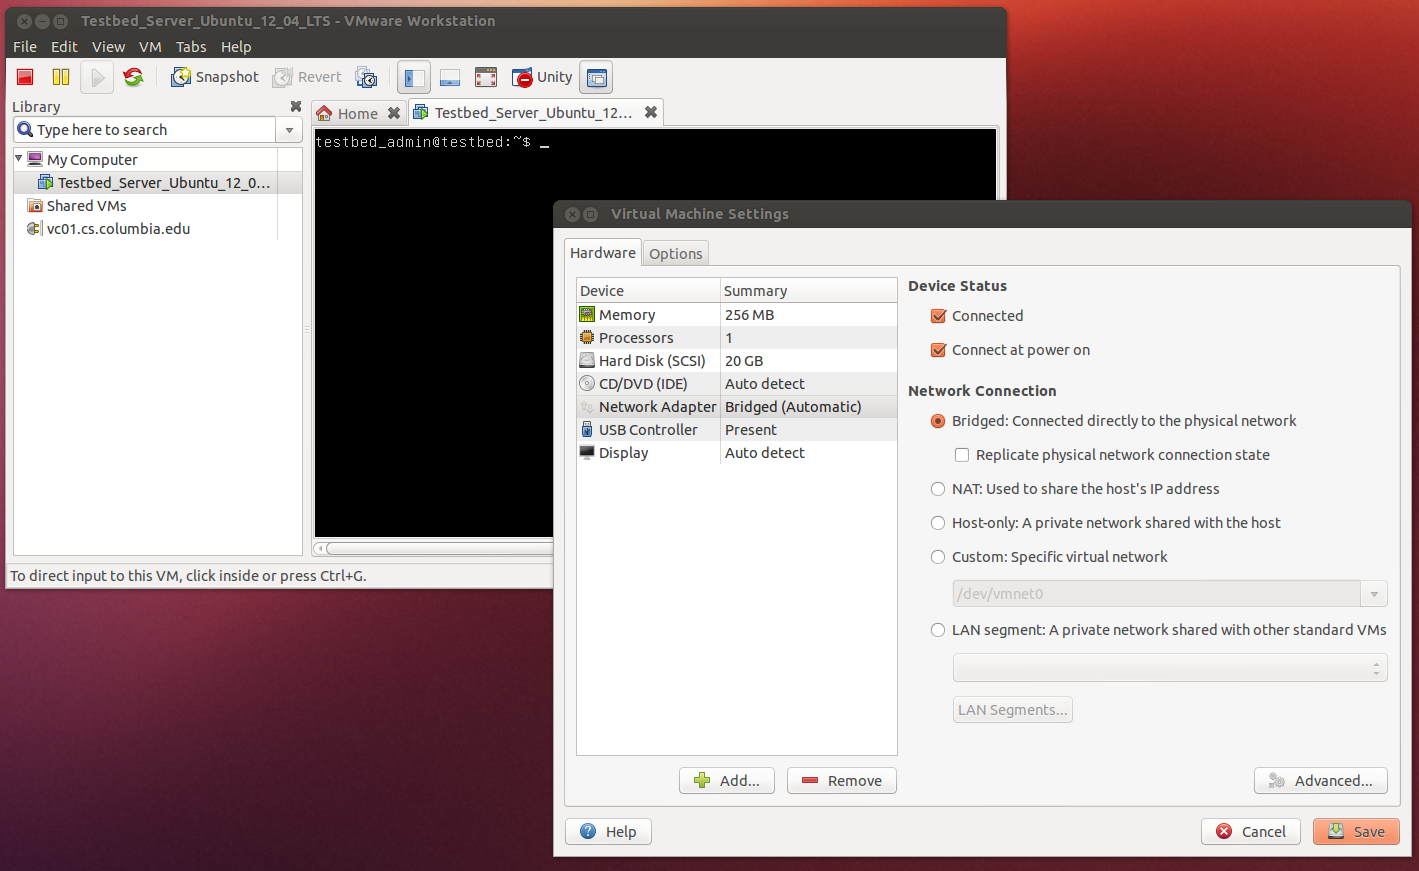 Testbed_Server_Ubuntu_12_04_LTS - VMware Workstation
File Edit View VM Tabs Help
Snapshot Revert Unity
Library
Type here to search
My Computer
Testbed_Server_Ubuntu_12_0...
Shared VMs
vc01.cs.columbia.edu
Home Testbed_Server_Ubuntu_12...
testbed_admin@testbed:~$ _
To direct input to this VM, click inside or press Ctrl+G.
Virtual Machine Settings
Hardware Options
Device Summary
Memory 256 MB
Processors 1
Hard Disk (SCSI) 20 GB
CD/DVD (IDE) Auto detect
Network Adapter Bridged (Automatic)
USB Controller Present
Display Auto detect
Add... Remove
Device Status
Connected
Connect at power on
Network Connection
Bridged: Connected directly to the physical network
Replicate physical network connection state
NAT: Used to share the host's IP address
Host-only: A private network shared with the host
Custom: Specific virtual network
/dev/vmnet0
LAN segment: A private network shared with other standard VMs
LAN Segments...
Advanced...
Help Cancel Save